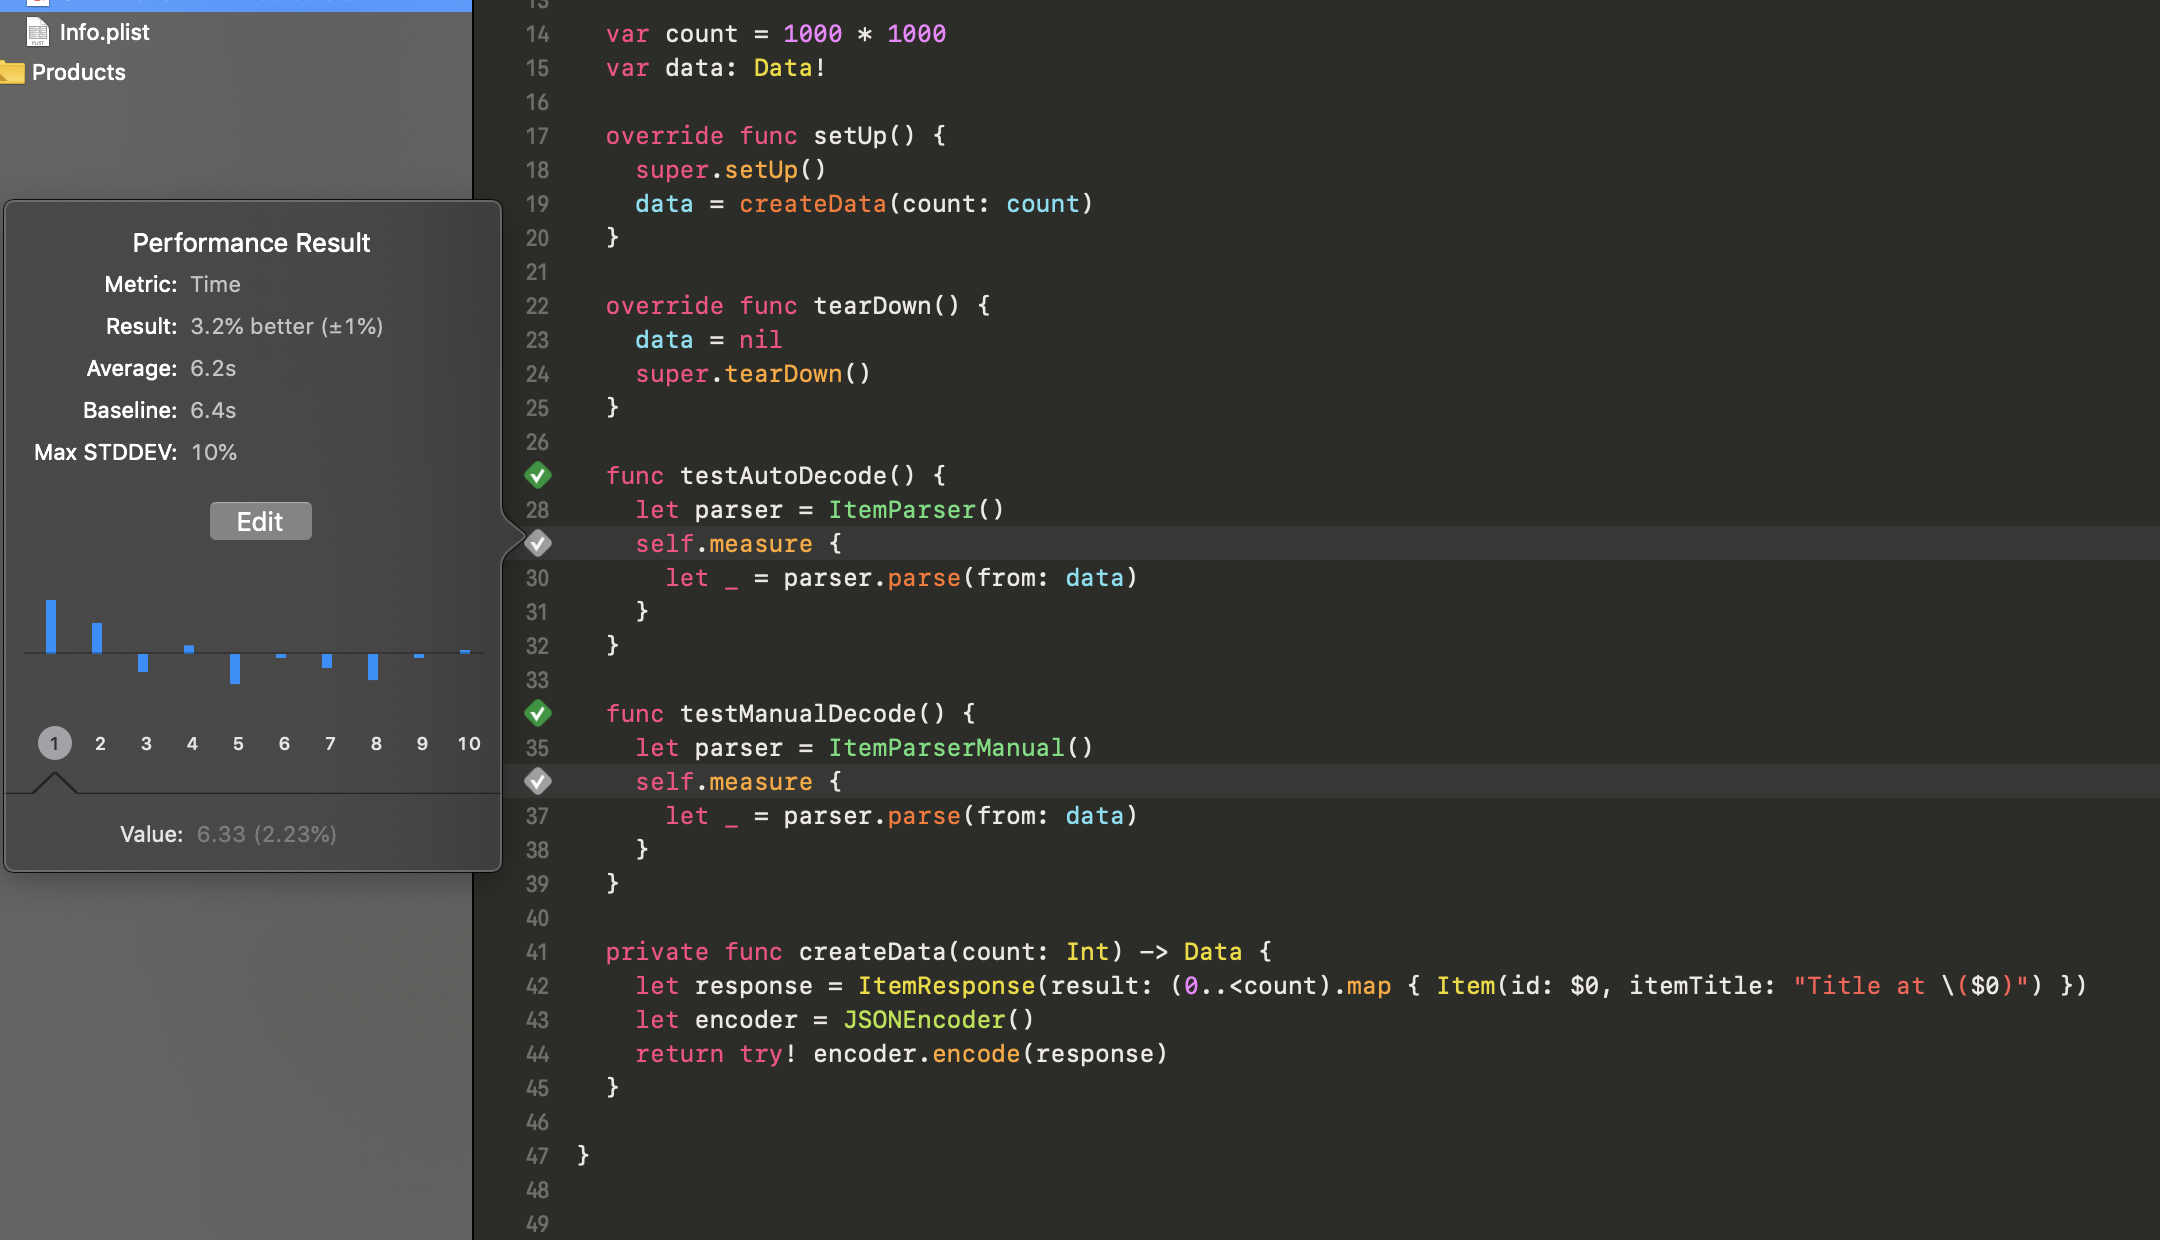 Info.plist
Products
Performance Result
Metric: Time
Result: 3.2% better (±1%)
Average: 6.2s
Baseline: 6.4s
Max STDDEV: 10%
Edit
1 2 3 4 5 6 7 8 9 10
Value: 6.33 (2.23%)
13
14 var count = 1000 * 1000
15 var data: Data!
16
17 override func setUp() {
18 super.setUp()
19 data = createData(count: count)
20 }
21
22 override func tearDown() {
23 data = nil
24 super.tearDown()
25 }
26
func testAutoDecode() {
28 let parser = ItemParser()
self.measure {
30 let _ = parser.parse(from: data)
31 }
32 }
33
func testManualDecode() {
35 let parser = ItemParserManual()
self.measure {
37 let _ = parser.parse(from: data)
38 }
39 }
40
41 private func createData(count: Int) -> Data {
42 let response = ItemResponse(result: (0..<count).map { Item(id: $0, itemTitle: "Title at \($0)") })
43 let encoder = JSONEncoder()
44 return try! encoder.encode(response)
45 }
46
47 }
48
49